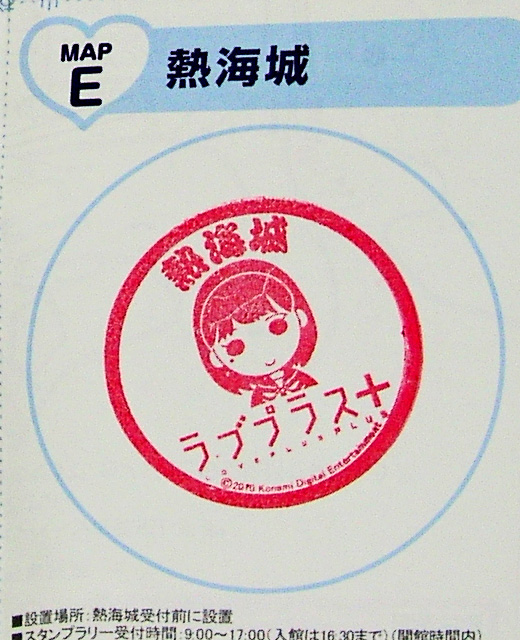 MAP
E
熱海城
熱海城
ラブプラス+
LOVEPLUSPLUS
©2010 Konami Digital Entertainment
■設置場所:熱海城受付前に設置
■スタンプラリー受付時間:9:00~17:00(入館は16:30まで)(開館時間内)